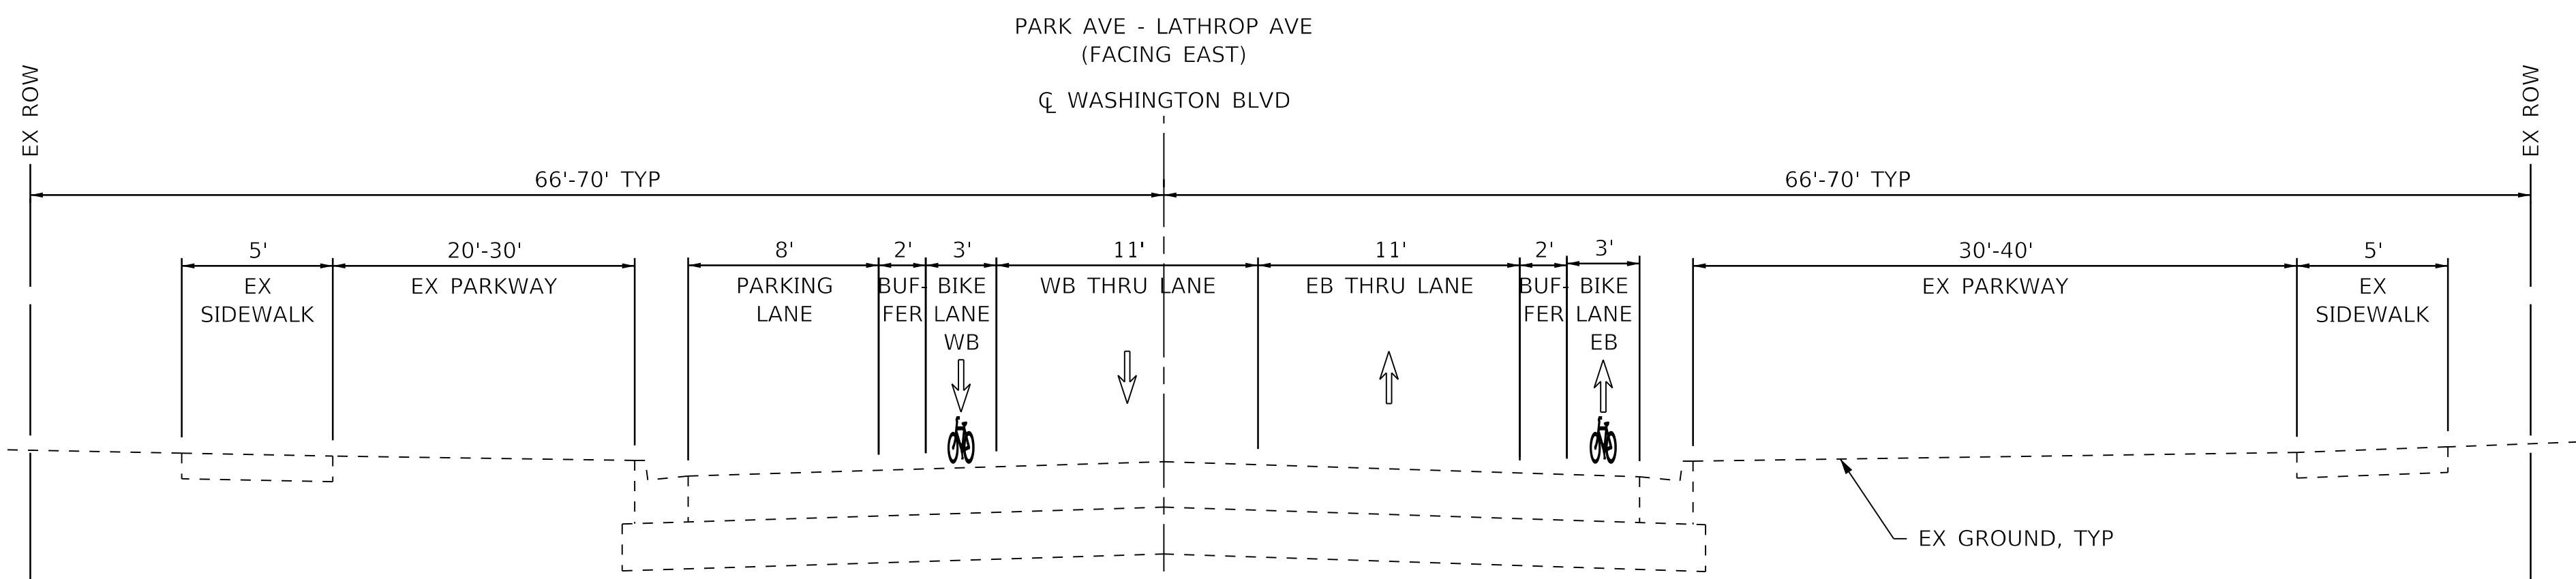 PARK AVE - LATHROP AVE
(FACING EAST)
℄ WASHINGTON BLVD
EX ROW
EX ROW
66'-70' TYP
66'-70' TYP
5'
20'-30'
8'
2'
3'
11'
11'
2'
3'
30'-40'
5'
EX
SIDEWALK
EX PARKWAY
PARKING
LANE
BUF-
FER
BIKE
LANE
WB
WB THRU LANE
EB THRU LANE
BUF-
FER
BIKE
LANE
EB
EX PARKWAY
EX
SIDEWALK
EX GROUND, TYP